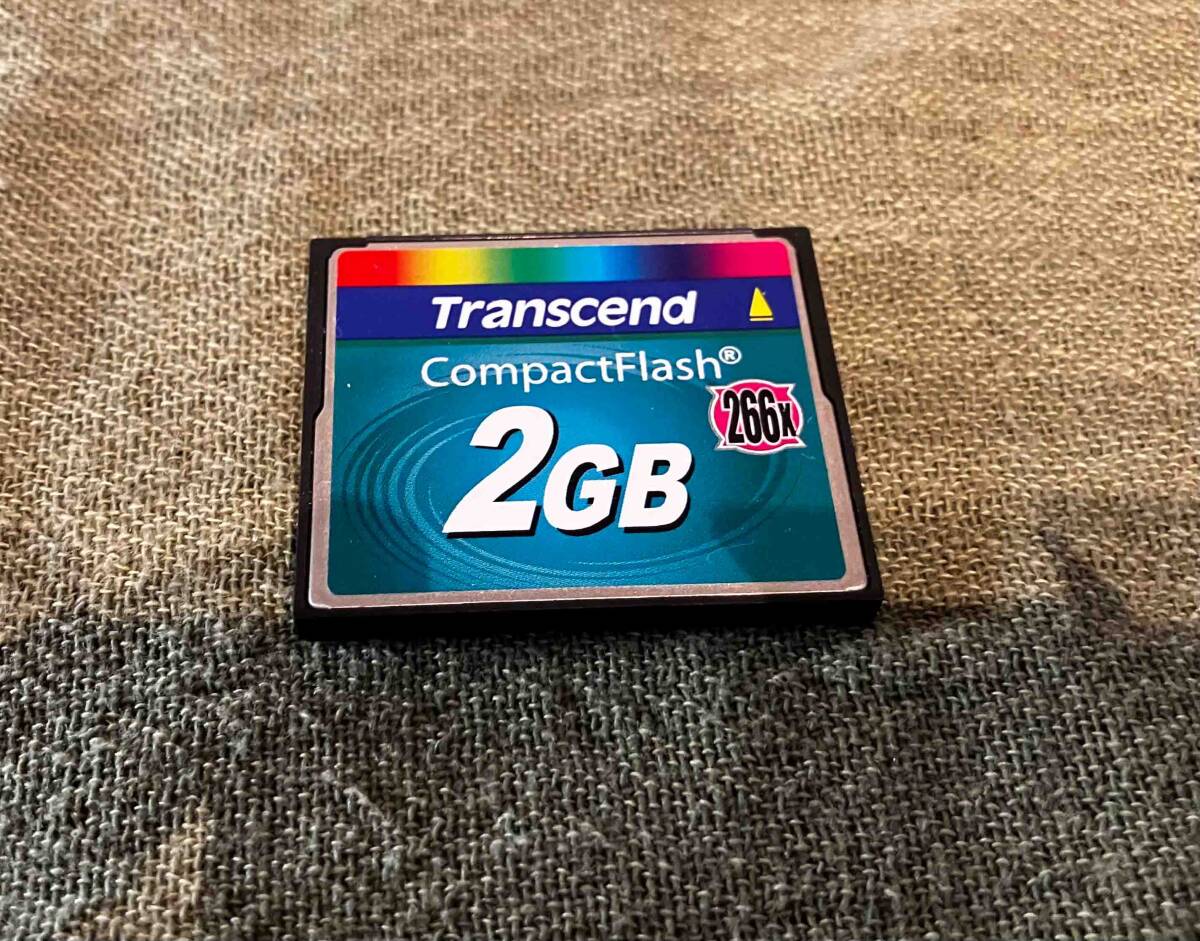 Transcend
CompactFlash®
266x
2GB